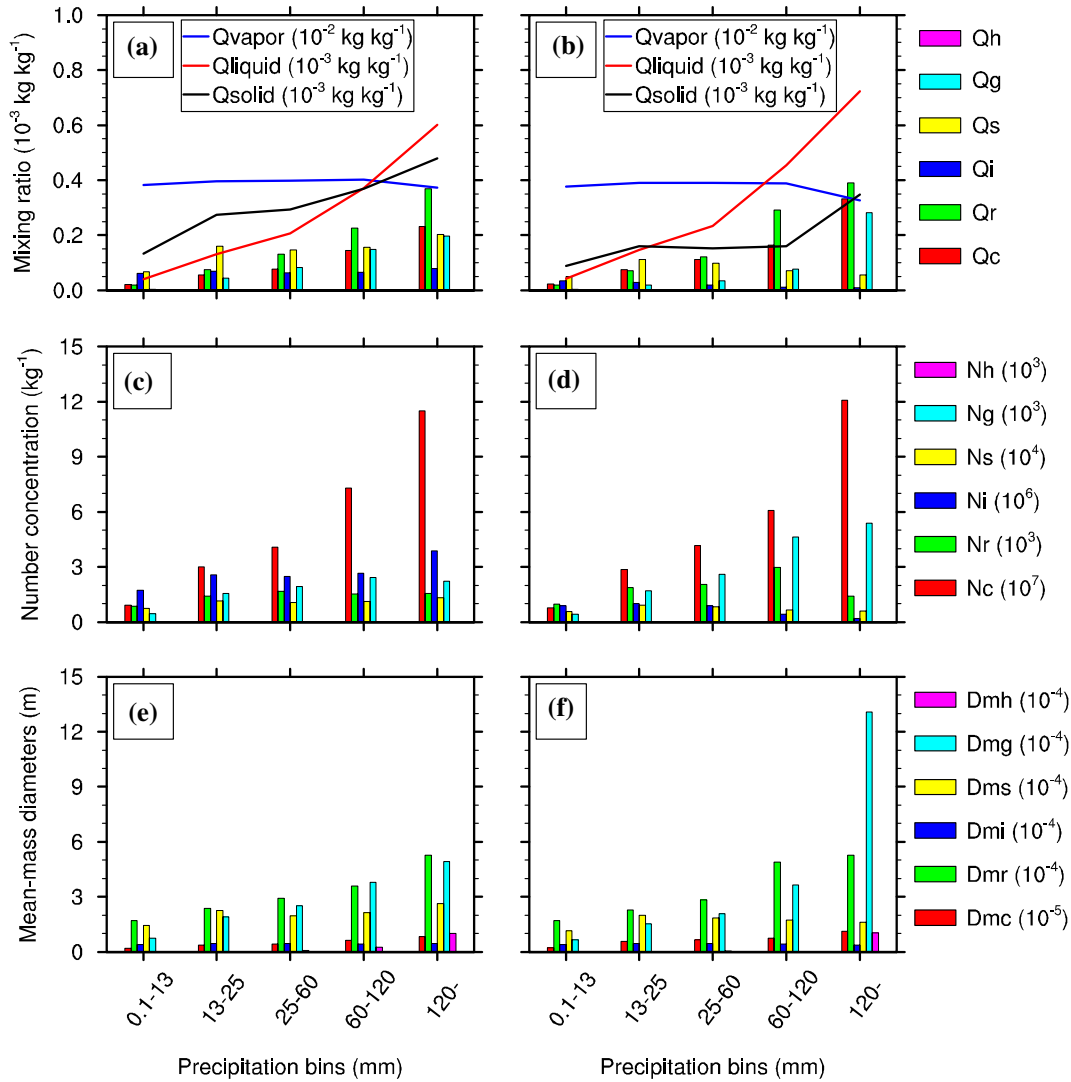 (a)
Qvapor (10⁻² kg kg⁻¹)
Qliquid (10⁻³ kg kg⁻¹)
Qsolid (10⁻³ kg kg⁻¹)
1.0
0.8
0.6
0.4
0.2
0.0
Mixing ratio (10⁻³ kg kg⁻¹)
(b)
Qvapor (10⁻² kg kg⁻¹)
Qliquid (10⁻³ kg kg⁻¹)
Qsolid (10⁻³ kg kg⁻¹)
Qh
Qg
Qs
Qi
Qr
Qc
(c)
15
12
9
6
3
0
Number concentration (kg⁻¹)
(d)
Nh (10³)
Ng (10³)
Ns (10⁴)
Ni (10⁶)
Nr (10³)
Nc (10⁷)
(e)
15
12
9
6
3
0
Mean-mass diameters (m)
(f)
Dmh (10⁻⁴)
Dmg (10⁻⁴)
Dms (10⁻⁴)
Dmi (10⁻⁴)
Dmr (10⁻⁴)
Dmc (10⁻⁵)
0.1-13
13-25
25-60
60-120
120-
Precipitation bins (mm)
0.1-13
13-25
25-60
60-120
120-
Precipitation bins (mm)